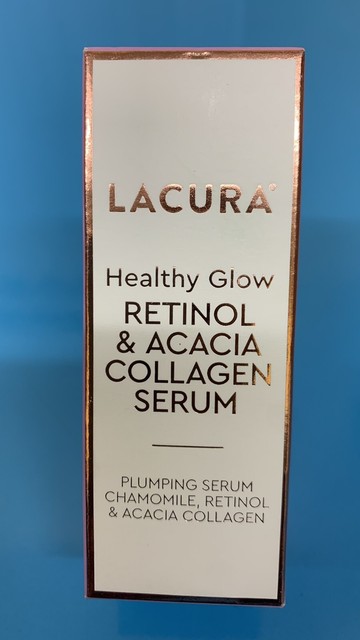 LACURA®
Healthy Glow
RETINOL
& ACACIA
COLLAGEN
SERUM
PLUMPING SERUM
CHAMOMILE, RETINOL
& ACACIA COLLAGEN